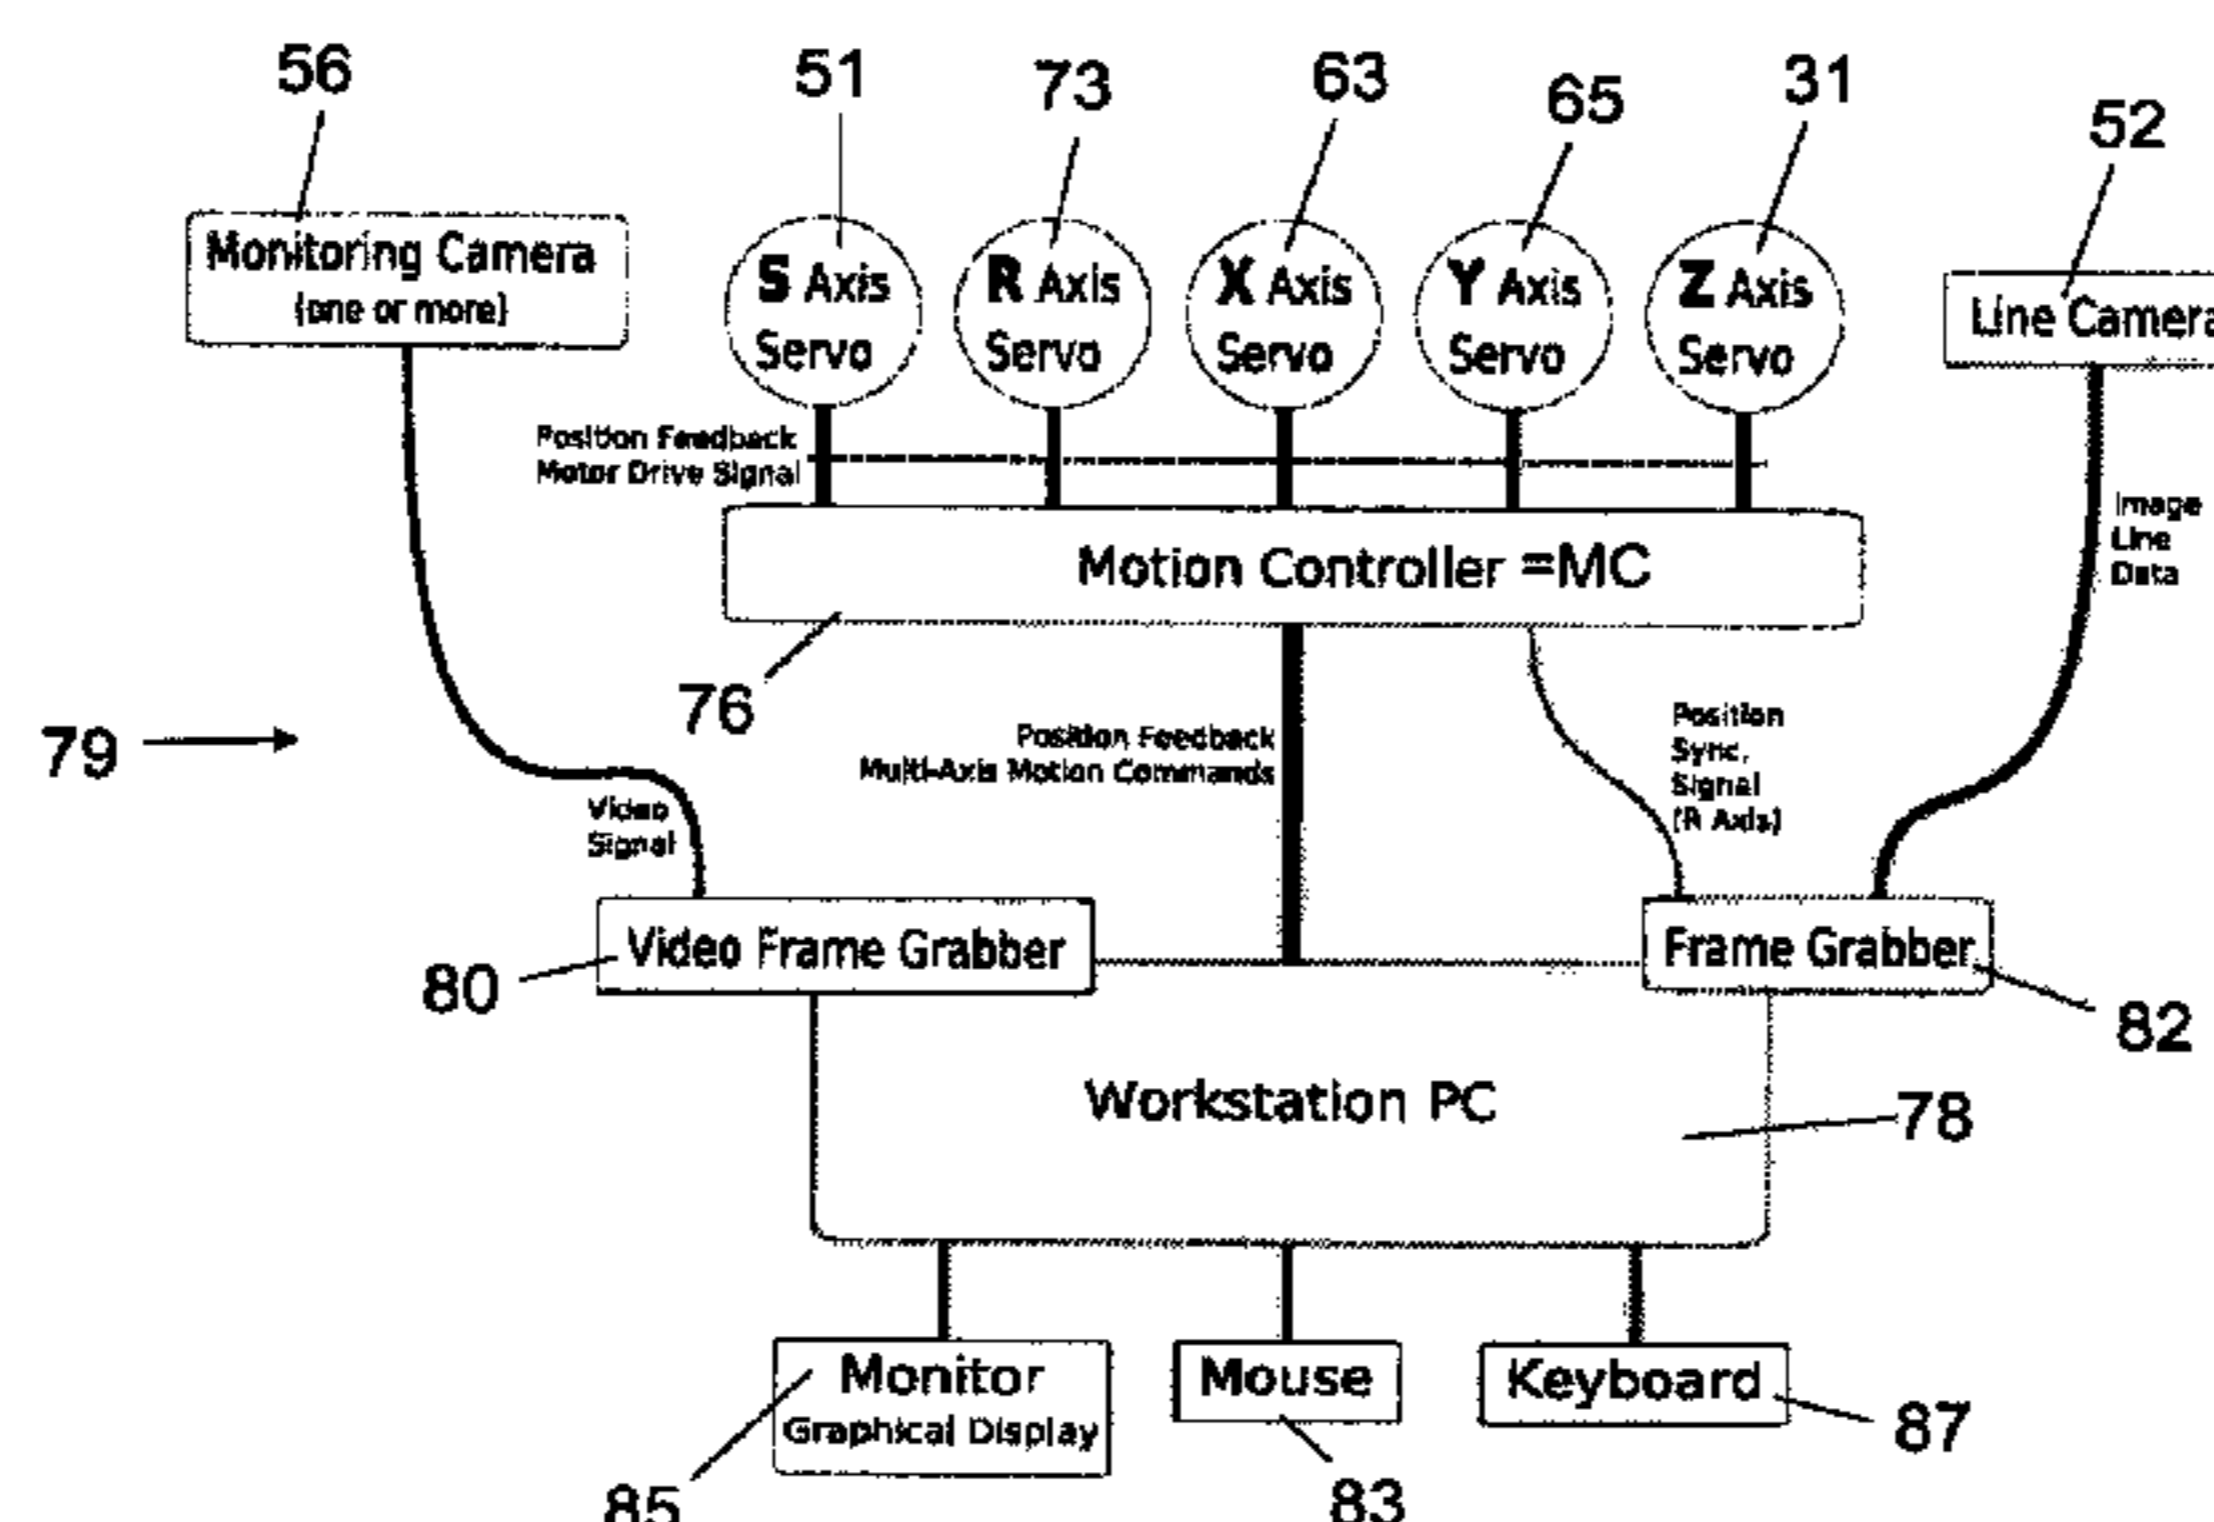 56
51
73
63
65
31
52
Monitoring Camera
(one or more)
S Axis
Servo
R Axis
Servo
X Axis
Servo
Y Axis
Servo
Z Axis
Servo
Line Camera
Position Feedback
Motor Drive Signal
Image
Line
Data
Motion Controller =MC
76
79
Position Feedback
Multi-Axis Motion Commands
Position
Sync.
Signal
(R Axis)
Video
Signal
Video Frame Grabber
Frame Grabber
80
82
Workstation PC
78
Monitor
Graphical Display
Mouse
Keyboard
85
83
87